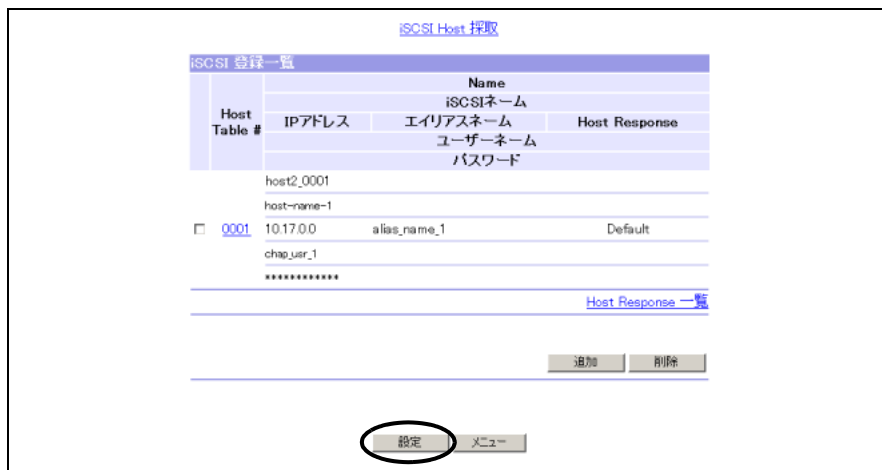 iSCSI Host 採取
iSCSI 登録一覧
Host Table #
Name
iSCSIネーム
IPアドレス エイリアスネーム Host Response
ユーザーネーム
パスワード
host2_0001
host-name-1
0001 10.17.0.0 alias_name_1 Default
chap_usr_1
************
Host Response 一覧
追加 削除
設定 メニュー